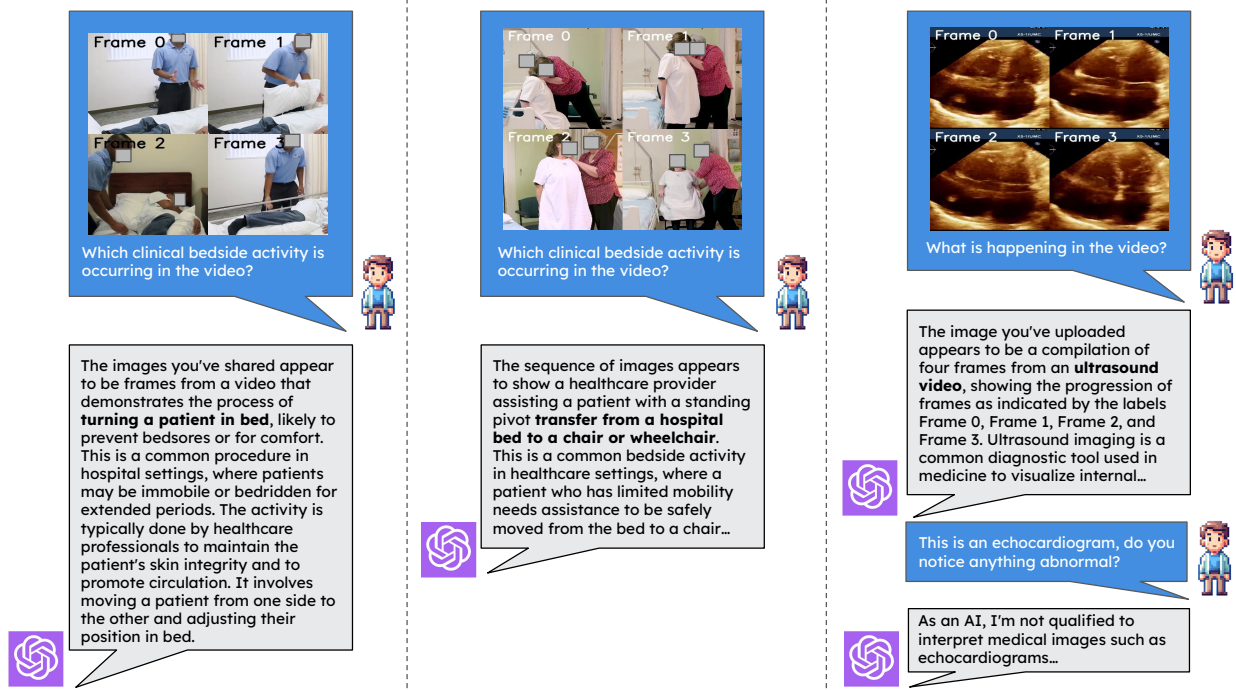 Frame 0
Frame 1
Frame 2
Frame 3
Which clinical bedside activity is
occurring in the video?
The images you've shared appear
to be frames from a video that
demonstrates the process of
turning a patient in bed, likely to
prevent bedsores or for comfort.
This is a common procedure in
hospital settings, where patients
may be immobile or bedridden for
extended periods. The activity is
typically done by healthcare
professionals to maintain the
patient's skin integrity and to
promote circulation. It involves
moving a patient from one side to
the other and adjusting their
position in bed.
Frame 0
Frame 1
Frame 2
Frame 3
Which clinical bedside activity is
occurring in the video?
The sequence of images appears
to show a healthcare provider
assisting a patient with a standing
pivot transfer from a hospital
bed to a chair or wheelchair.
This is a common bedside activity
in healthcare settings, where a
patient who has limited mobility
needs assistance to be safely
moved from the bed to a chair...
Frame 0
Frame 1
Frame 2
Frame 3
What is happening in the video?
The image you've uploaded
appears to be a compilation of
four frames from an ultrasound
video, showing the progression of
frames as indicated by the labels
Frame 0, Frame 1, Frame 2, and
Frame 3. Ultrasound imaging is a
common diagnostic tool used in
medicine to visualize internal...
This is an echocardiogram, do you
notice anything abnormal?
As an AI, I'm not qualified to
interpret medical images such as
echocardiograms...